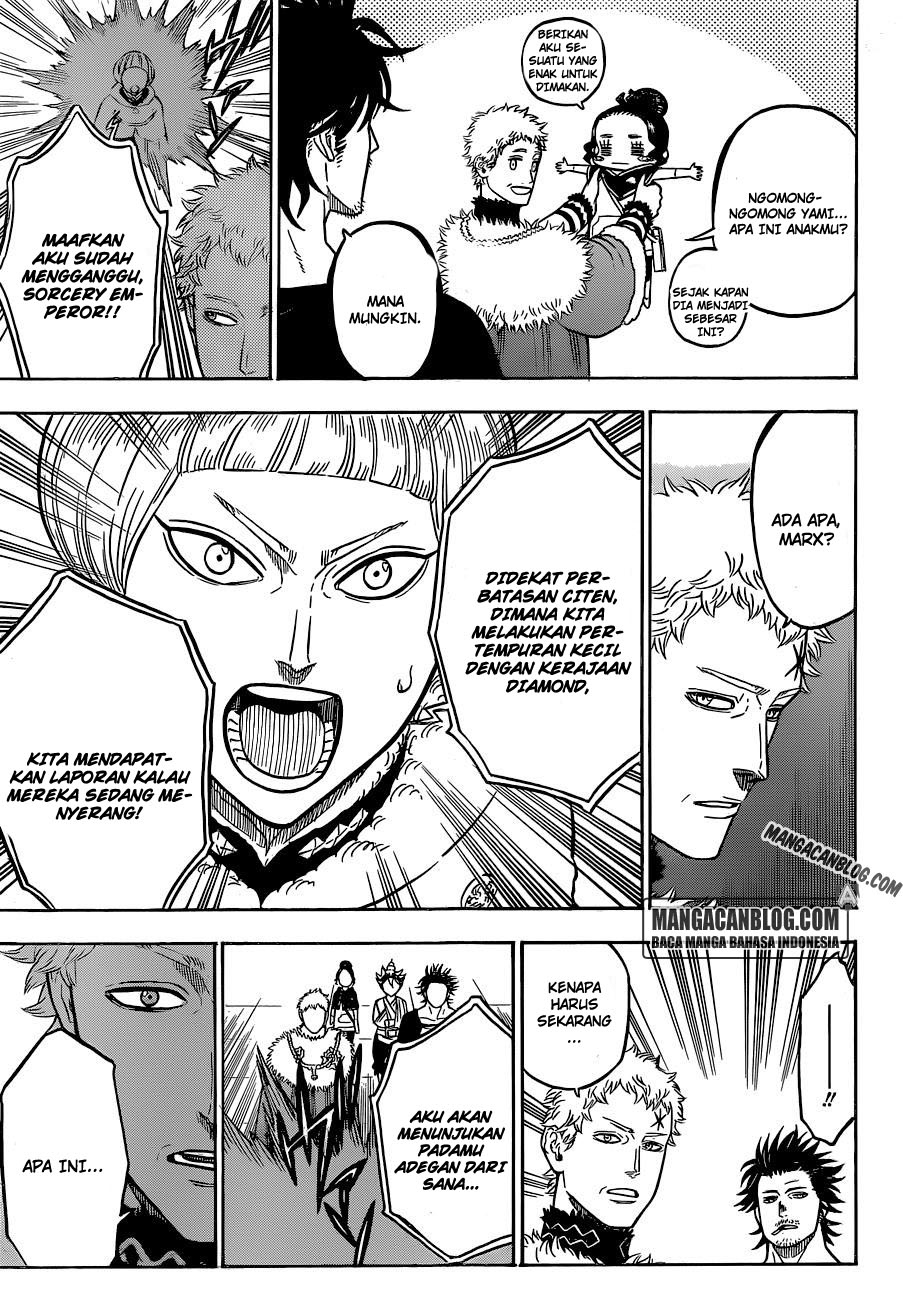 BERIKAN
AKU SE-
SUATU YANG
ENAK UNTUK
DIMAKAN.
NGOMONG-
NGOMONG YAMI...
APA INI ANAKMU?
SEJAK KAPAN
DIA MENJADI
SEBESAR
INI?
MANA
MUNGKIN.
MAAFKAN
AKU SUDAH
MENGGANGGU,
SORCERY EM-
PEROR!!
ADA APA,
MARX?
DIDEKAT PER-
BATASAN CITEN,
DIMANA KITA
MELAKUKAN PER-
TEMPURAN KECIL
DENGAN KERAJAAN
DIAMOND,
KITA MENDAPAT-
KAN LAPORAN KALAU
MEREKA SEDANG ME-
NYERANG!
MANGACANBLOG.COM
MANGACANBLOG.COM
BACA MANGA BAHASA INDONESIA
!!
KENAPA
HARUS
SEKARANG
...
AKU AKAN
MENUNJUKAN
PADAMU
ADEGAN DARI
SANA...
APA INI...